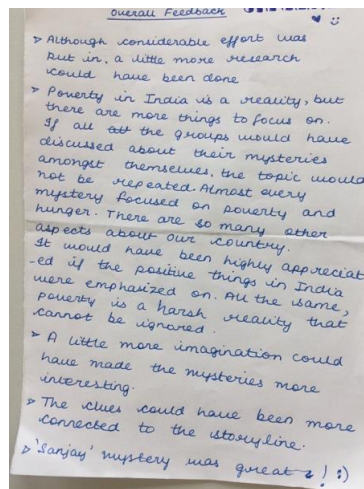 Overall Feedback
▷ Although considerable effort was
put in, a little more research
could have been done
▷ Poverty in India is a reality, but
there are more things to focus on.
If all the groups would have
discussed about their mysteries
amongst themselves, the topic would
not be repeated. Almost every
mystery focused on poverty and
hunger. There are so many other
aspects about our country.
It would have been highly appreciat
-ed if the positive things in India
were emphasized on. All the same,
poverty is a harsh reality that
cannot be ignored.
▷ A little more imagination could
have made the mysteries more
interesting.
▷ The clues could have been more
connected to the storyline.
▷ 'Sanjay' mystery was great! :)